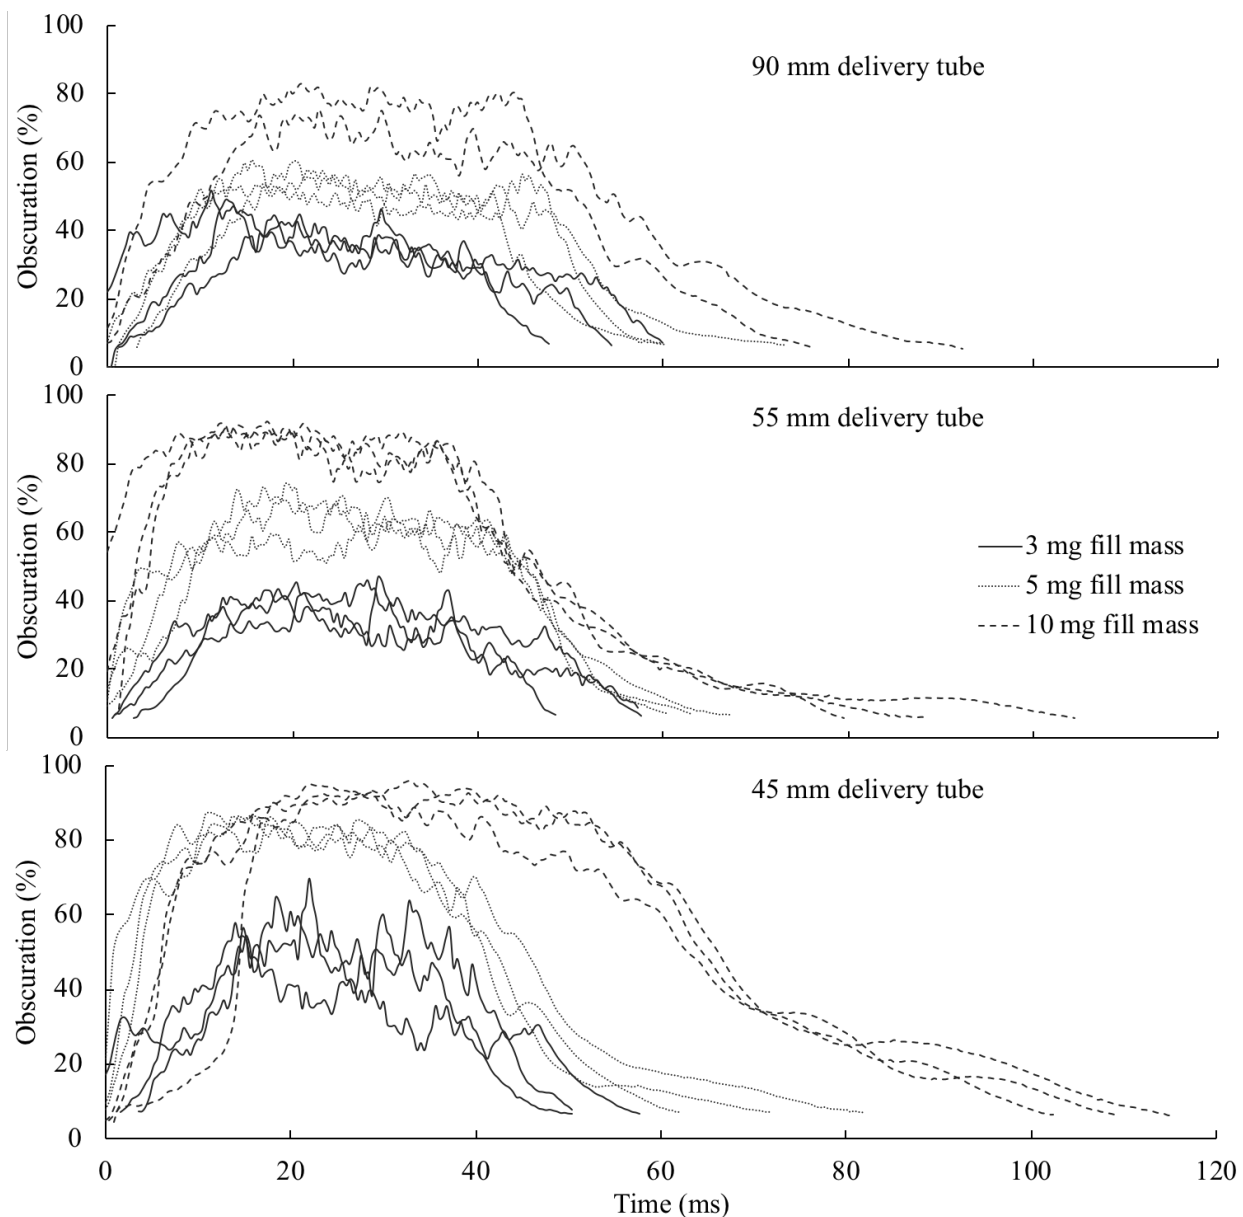 100
90 mm delivery tube
80
60
40
20
0
Obscuration (%)
100
55 mm delivery tube
80
60
40
20
0
Obscuration (%)
3 mg fill mass
5 mg fill mass
10 mg fill mass
100
45 mm delivery tube
80
60
40
20
0
Obscuration (%)
0 20 40 60 80 100 120
Time (ms)